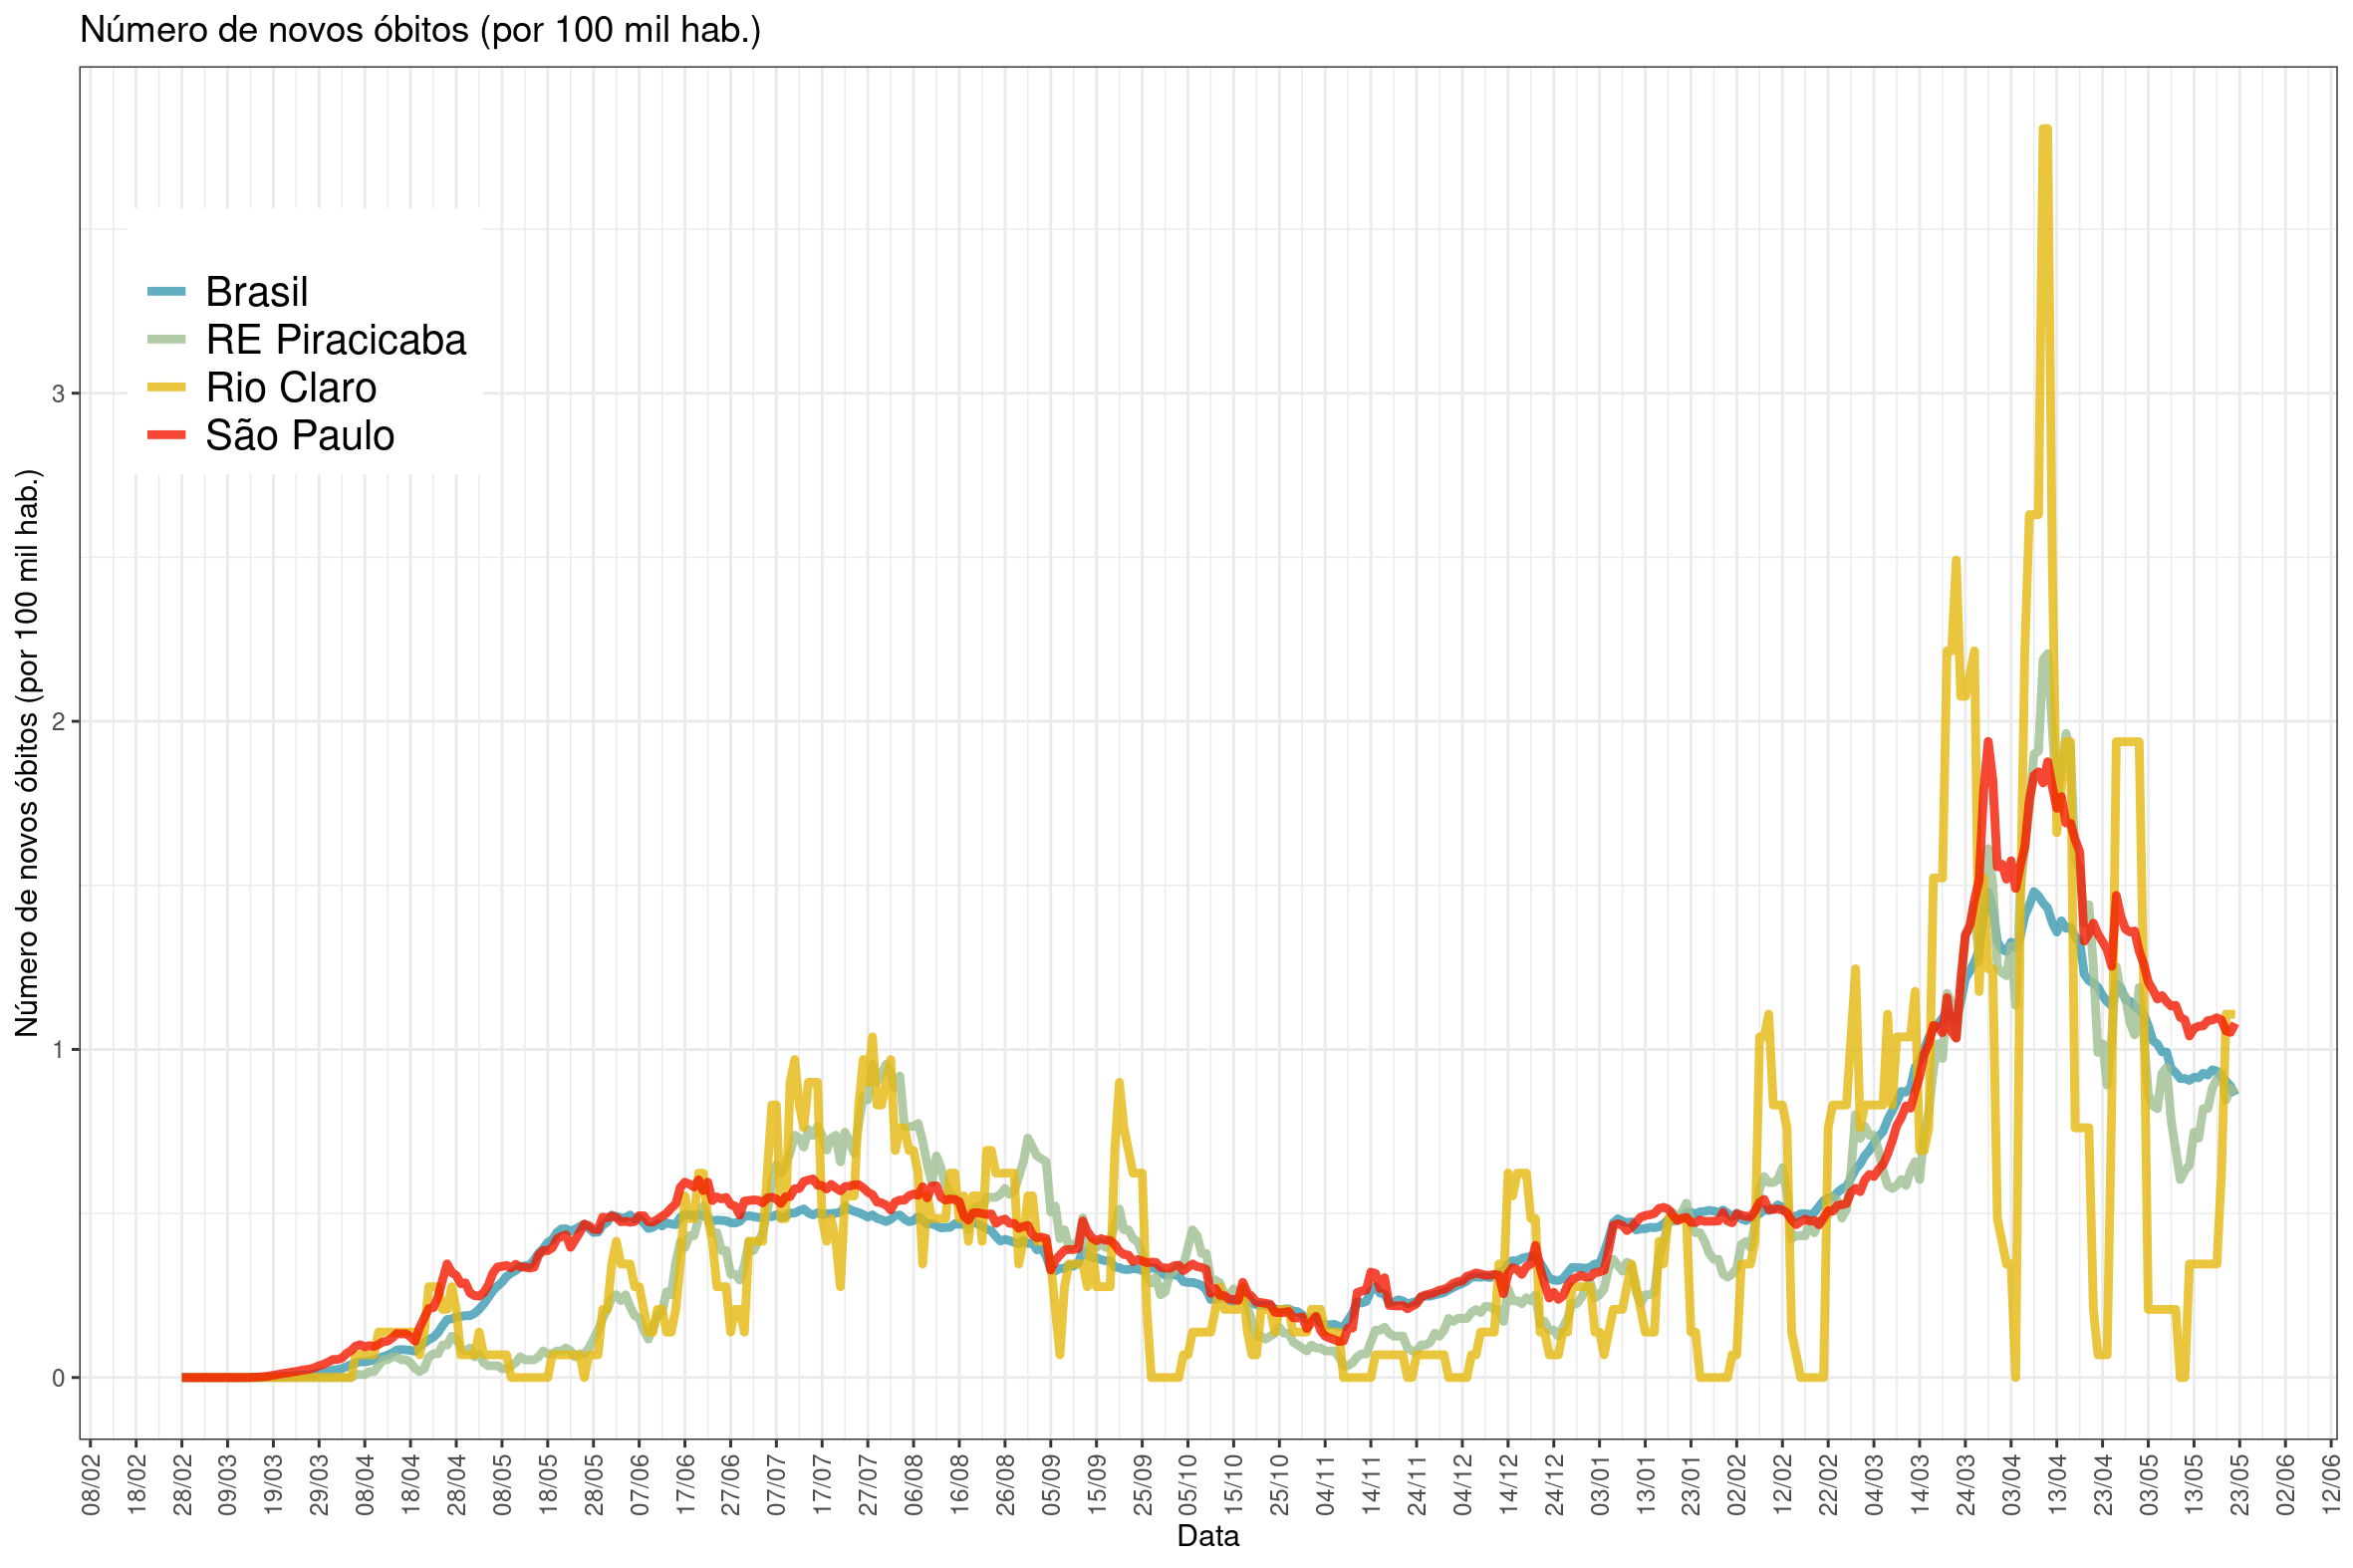 Número de novos óbitos (por 100 mil hab.)
Número de novos óbitos (por 100 mil hab.)
Brasil
RE Piracicaba
Rio Claro
São Paulo
3
2
1
0
08/02 18/02 28/02 09/03 19/03 29/03 08/04 18/04 28/04 08/05 18/05 28/05 07/06 17/06 27/06 07/07 17/07 27/07 06/08 16/08 26/08 05/09 15/09 25/09 05/10 15/10 25/10 04/11 14/11 24/11 04/12 14/12 24/12 03/01 13/01 23/01 02/02 12/02 22/02 04/03 14/03 24/03 03/04 13/04 23/04 03/05 13/05 23/05 02/06 12/06
Data